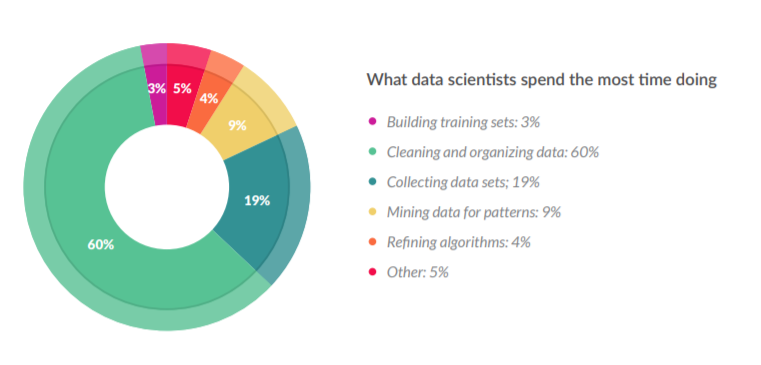 What data scientists spend the most time doing
3% 5%
4%
9%
19%
60%
Building training sets: 3%
Cleaning and organizing data: 60%
Collecting data sets; 19%
Mining data for patterns: 9%
Refining algorithms: 4%
Other: 5%